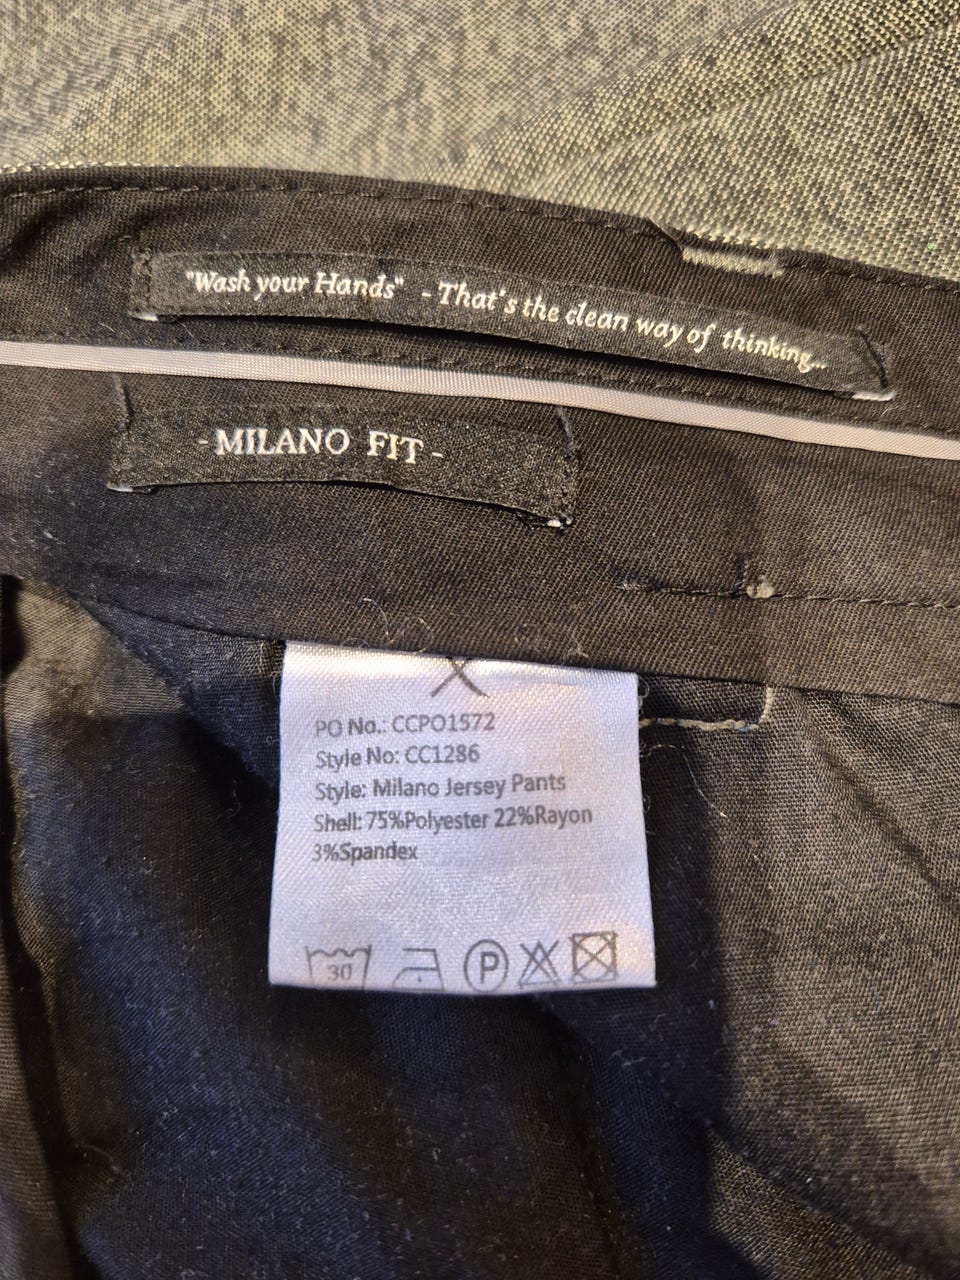 "Wash your Hands" - That's the clean way of thinking...
- MILANO FIT -
PO No.: CCPO1572
Style No: CC1286
Style: Milano Jersey Pants
Shell: 75%Polyester 22%Rayon
3%Spandex
30 P